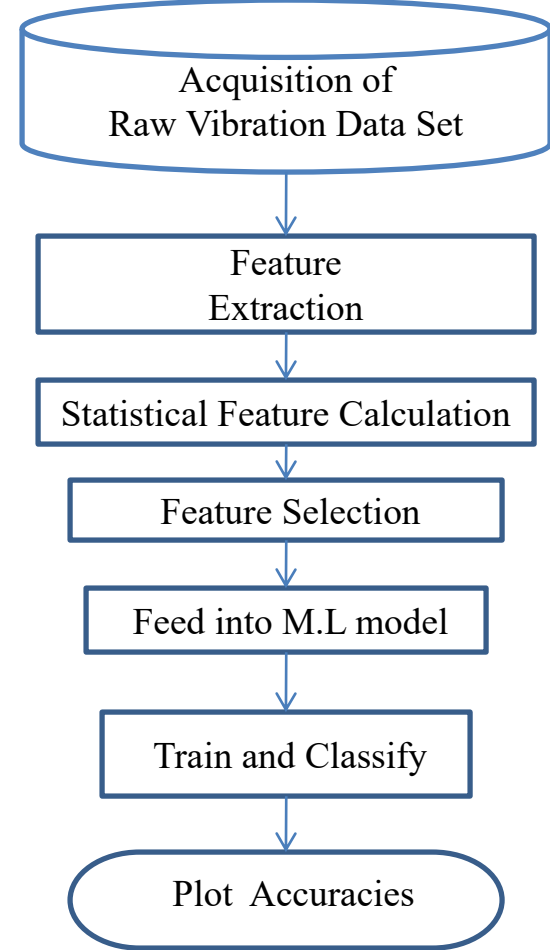 Acquisition of
Raw Vibration Data Set
Feature
Extraction
Statistical Feature Calculation
Feature Selection
Feed into M.L model
Train and Classify
Plot  Accuracies